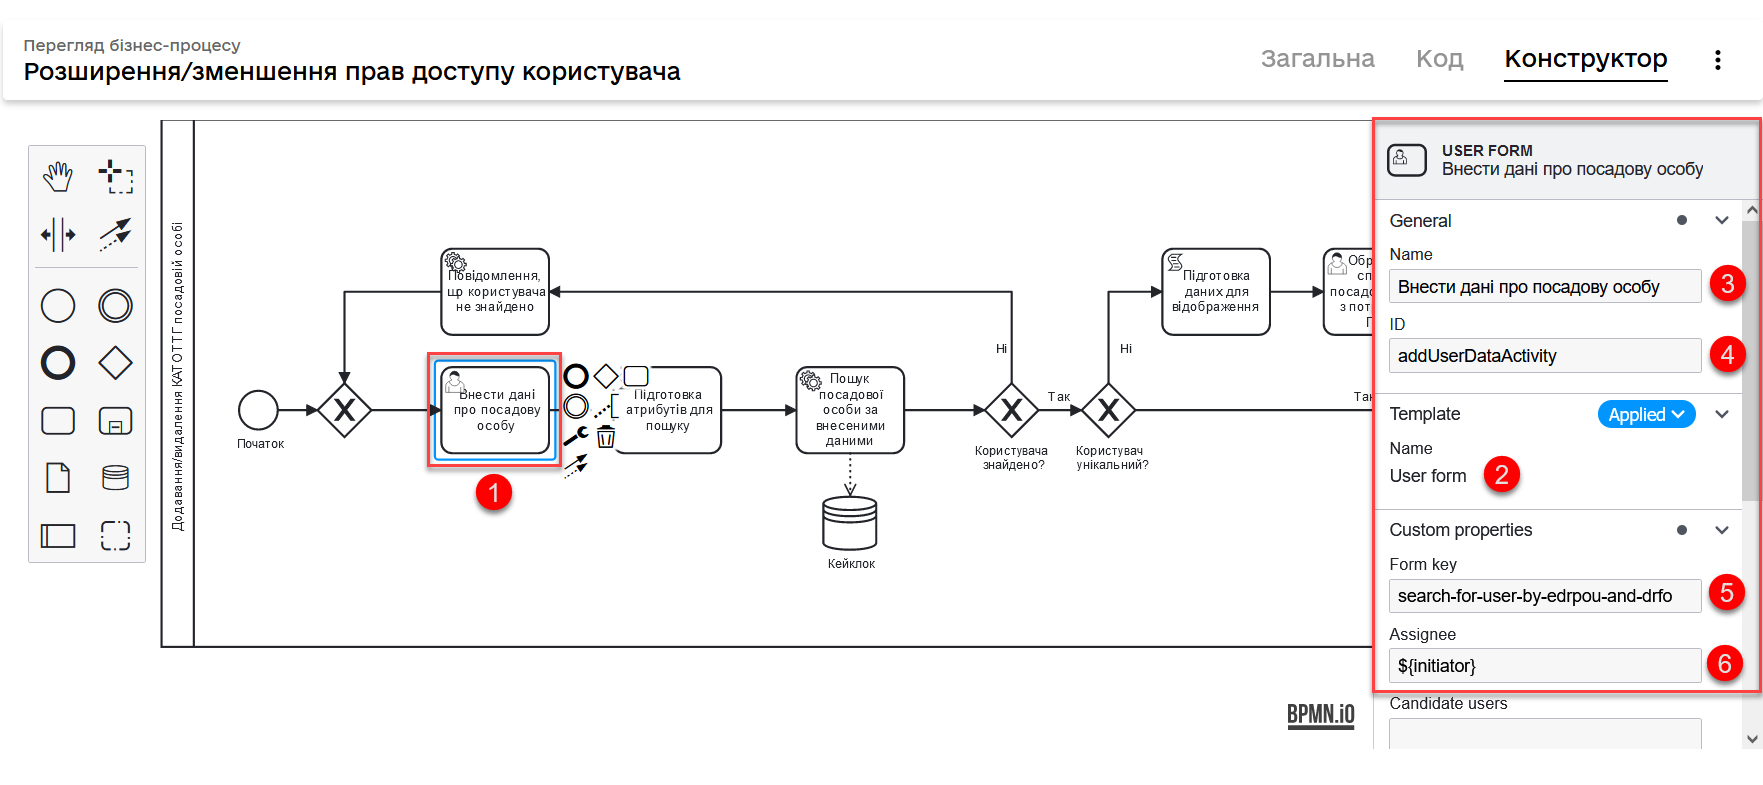 Перегляд бізнес-процесу
Розширення/зменшення прав доступу користувача
Загальна
Код
Конструктор
Додавання/видалення КАТОТТГ посадовій особі
Початок
Повідомлення,
що користувача
не знайдено
Внести дані
про посадову
особу
1
Підготовка
атрибутів для
пошуку
Пошук
посадової
особи за
внесеними
даними
Кейклок
Ні
Так
Користувача
знайдено?
Ні
Користувач
унікальний?
Підготовка
даних для
відображення
Обр
сп
посадо
з пот
Так
BPMN.iO
USER FORM
Внести дані про посадову особу
General
Name
Внести дані про посадову особу
3
ID
addUserDataActivity
4
Template
Applied
Name
User form
2
Custom properties
Form key
search-for-user-by-edrpou-and-drfo
5
Assignee
${initiator}
6
Candidate users